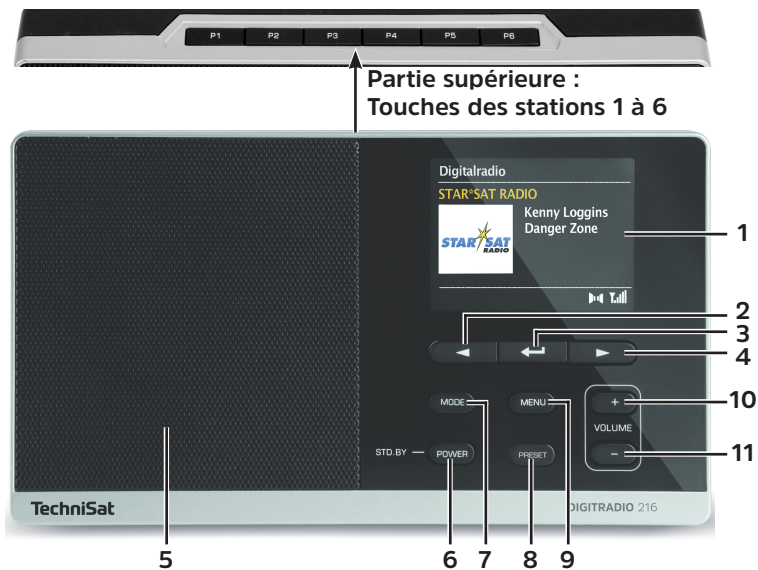 P1 P2 P3 P4 P5 P6
Partie supérieure :
Touches des stations 1 à 6
Digitalradio
STAR*SAT RADIO
Kenny Loggins
Danger Zone
STAR SAT
RADIO
1
2
3
4
MODE
MENU
+
10
VOLUME
STD.BY
POWER
PRESET
−
11
TechniSat
DIGITRADIO 216
5
6
7
8
9